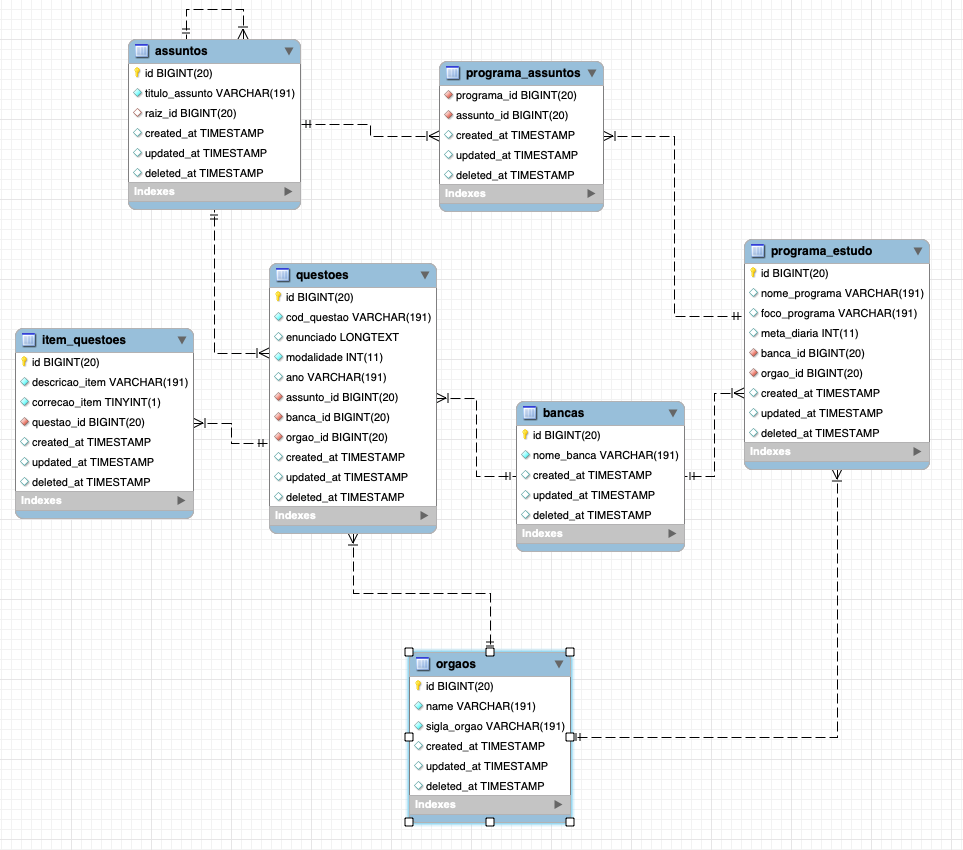 assuntos
id BIGINT(20)
titulo_assunto VARCHAR(191)
raiz_id BIGINT(20)
created_at TIMESTAMP
updated_at TIMESTAMP
deleted_at TIMESTAMP
Indexes
programa_assuntos
programa_id BIGINT(20)
assunto_id BIGINT(20)
created_at TIMESTAMP
updated_at TIMESTAMP
deleted_at TIMESTAMP
Indexes
programa_estudo
id BIGINT(20)
nome_programa VARCHAR(191)
foco_programa VARCHAR(191)
meta_diaria INT(11)
banca_id BIGINT(20)
orgao_id BIGINT(20)
created_at TIMESTAMP
updated_at TIMESTAMP
deleted_at TIMESTAMP
Indexes
questoes
id BIGINT(20)
cod_questao VARCHAR(191)
enunciado LONGTEXT
modalidade INT(11)
ano VARCHAR(191)
assunto_id BIGINT(20)
banca_id BIGINT(20)
orgao_id BIGINT(20)
created_at TIMESTAMP
updated_at TIMESTAMP
deleted_at TIMESTAMP
Indexes
item_questoes
id BIGINT(20)
descricao_item VARCHAR(191)
correcao_item TINYINT(1)
questao_id BIGINT(20)
created_at TIMESTAMP
updated_at TIMESTAMP
deleted_at TIMESTAMP
Indexes
bancas
id BIGINT(20)
nome_banca VARCHAR(191)
created_at TIMESTAMP
updated_at TIMESTAMP
deleted_at TIMESTAMP
Indexes
orgaos
id BIGINT(20)
name VARCHAR(191)
sigla_orgao VARCHAR(191)
created_at TIMESTAMP
updated_at TIMESTAMP
deleted_at TIMESTAMP
Indexes